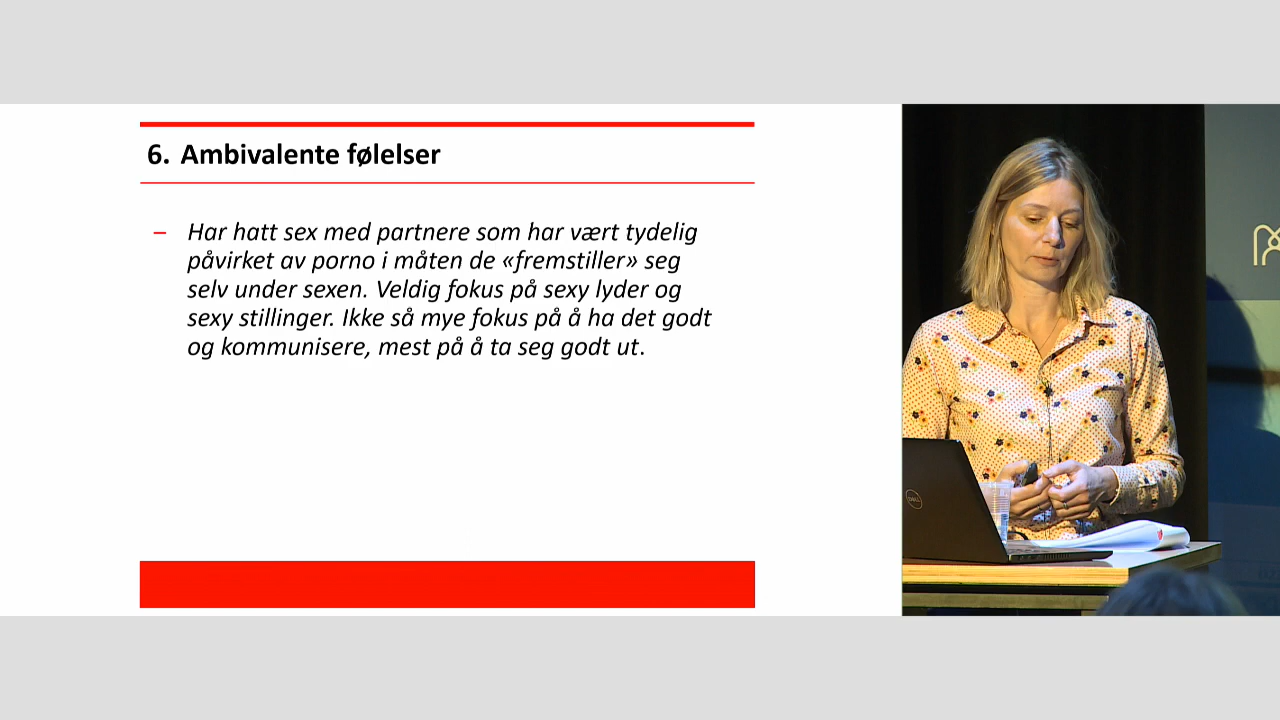 6. Ambivalente følelser
– Har hatt sex med partnere som har vært tydelig
påvirket av porno i måten de «fremstiller» seg
selv under sexen. Veldig fokus på sexy lyder og
sexy stillinger. Ikke så mye fokus på å ha det godt
og kommunisere, mest på å ta seg godt ut.
DELL